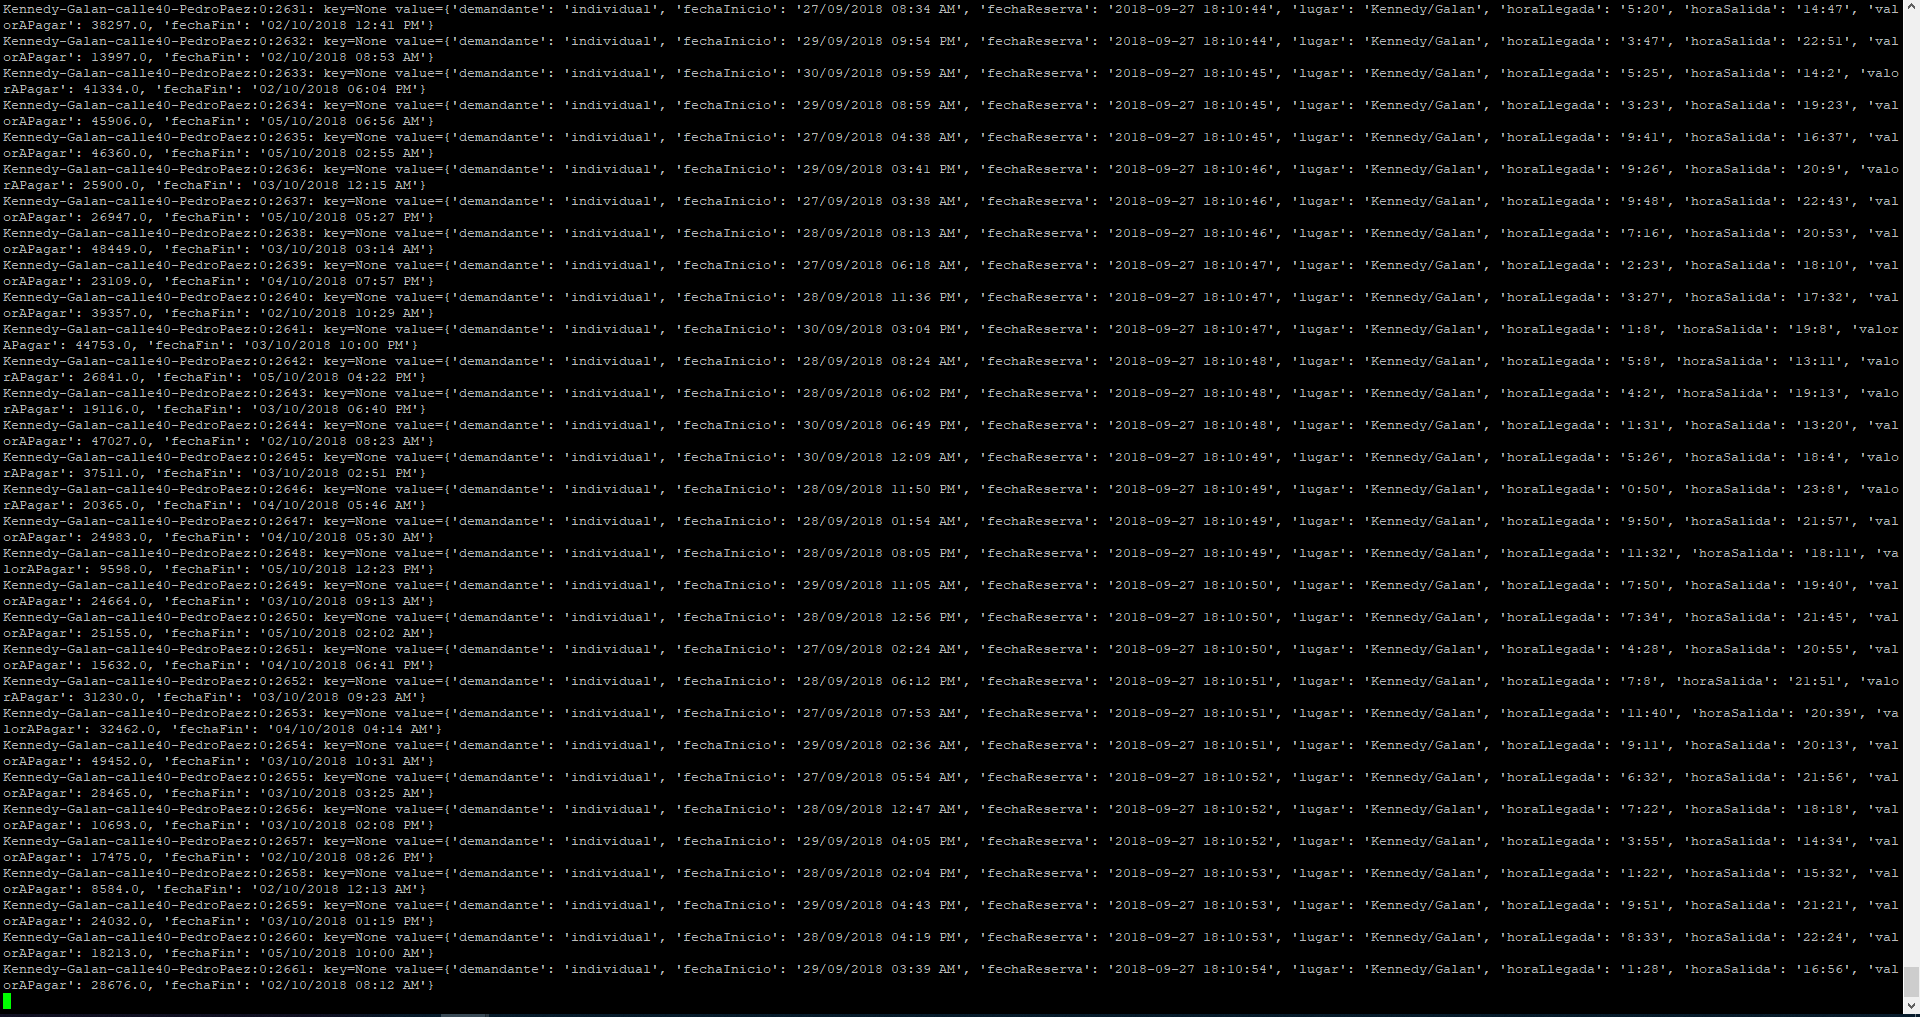 Kennedy-Galan-calle40-PedroPaez:0:2631: key=None value={'demandante': 'individual', 'fechaInicio': '27/09/2018 08:34 AM', 'fechaReserva': '2018-09-27 18:10:44', 'lugar': 'Kennedy/Galan', 'horaLlegada': '5:20', 'horaSalida': '14:47', 'val
orAPagar': 38297.0, 'fechaFin': '02/10/2018 12:41 PM'}
Kennedy-Galan-calle40-PedroPaez:0:2632: key=None value={'demandante': 'individual', 'fechaInicio': '29/09/2018 09:54 PM', 'fechaReserva': '2018-09-27 18:10:44', 'lugar': 'Kennedy/Galan', 'horaLlegada': '3:47', 'horaSalida': '22:51', 'val
orAPagar': 13997.0, 'fechaFin': '02/10/2018 08:53 AM'}
Kennedy-Galan-calle40-PedroPaez:0:2633: key=None value={'demandante': 'individual', 'fechaInicio': '30/09/2018 09:59 AM', 'fechaReserva': '2018-09-27 18:10:45', 'lugar': 'Kennedy/Galan', 'horaLlegada': '5:25', 'horaSalida': '14:2', 'valo
rAPagar': 41334.0, 'fechaFin': '02/10/2018 06:04 PM'}
Kennedy-Galan-calle40-PedroPaez:0:2634: key=None value={'demandante': 'individual', 'fechaInicio': '29/09/2018 08:59 AM', 'fechaReserva': '2018-09-27 18:10:45', 'lugar': 'Kennedy/Galan', 'horaLlegada': '3:23', 'horaSalida': '19:23', 'val
orAPagar': 45906.0, 'fechaFin': '05/10/2018 06:56 AM'}
Kennedy-Galan-calle40-PedroPaez:0:2635: key=None value={'demandante': 'individual', 'fechaInicio': '27/09/2018 04:38 AM', 'fechaReserva': '2018-09-27 18:10:45', 'lugar': 'Kennedy/Galan', 'horaLlegada': '9:41', 'horaSalida': '16:37', 'val
orAPagar': 46360.0, 'fechaFin': '05/10/2018 02:55 AM'}
Kennedy-Galan-calle40-PedroPaez:0:2636: key=None value={'demandante': 'individual', 'fechaInicio': '29/09/2018 03:41 PM', 'fechaReserva': '2018-09-27 18:10:46', 'lugar': 'Kennedy/Galan', 'horaLlegada': '9:26', 'horaSalida': '20:9', 'valo
rAPagar': 25900.0, 'fechaFin': '03/10/2018 12:15 AM'}
Kennedy-Galan-calle40-PedroPaez:0:2637: key=None value={'demandante': 'individual', 'fechaInicio': '27/09/2018 03:38 AM', 'fechaReserva': '2018-09-27 18:10:46', 'lugar': 'Kennedy/Galan', 'horaLlegada': '9:48', 'horaSalida': '22:43', 'val
orAPagar': 26947.0, 'fechaFin': '05/10/2018 05:27 PM'}
Kennedy-Galan-calle40-PedroPaez:0:2638: key=None value={'demandante': 'individual', 'fechaInicio': '28/09/2018 08:13 AM', 'fechaReserva': '2018-09-27 18:10:46', 'lugar': 'Kennedy/Galan', 'horaLlegada': '7:16', 'horaSalida': '20:53', 'val
orAPagar': 48449.0, 'fechaFin': '03/10/2018 03:14 AM'}
Kennedy-Galan-calle40-PedroPaez:0:2639: key=None value={'demandante': 'individual', 'fechaInicio': '27/09/2018 06:18 AM', 'fechaReserva': '2018-09-27 18:10:47', 'lugar': 'Kennedy/Galan', 'horaLlegada': '2:23', 'horaSalida': '18:10', 'val
orAPagar': 23109.0, 'fechaFin': '04/10/2018 07:57 PM'}
Kennedy-Galan-calle40-PedroPaez:0:2640: key=None value={'demandante': 'individual', 'fechaInicio': '28/09/2018 11:36 PM', 'fechaReserva': '2018-09-27 18:10:47', 'lugar': 'Kennedy/Galan', 'horaLlegada': '3:27', 'horaSalida': '17:32', 'val
orAPagar': 39357.0, 'fechaFin': '02/10/2018 10:29 AM'}
Kennedy-Galan-calle40-PedroPaez:0:2641: key=None value={'demandante': 'individual', 'fechaInicio': '30/09/2018 03:04 PM', 'fechaReserva': '2018-09-27 18:10:47', 'lugar': 'Kennedy/Galan', 'horaLlegada': '1:8', 'horaSalida': '19:8', 'valor
APagar': 44753.0, 'fechaFin': '03/10/2018 10:00 PM'}
Kennedy-Galan-calle40-PedroPaez:0:2642: key=None value={'demandante': 'individual', 'fechaInicio': '28/09/2018 08:24 AM', 'fechaReserva': '2018-09-27 18:10:48', 'lugar': 'Kennedy/Galan', 'horaLlegada': '5:8', 'horaSalida': '13:11', 'valo
rAPagar': 26841.0, 'fechaFin': '05/10/2018 04:22 PM'}
Kennedy-Galan-calle40-PedroPaez:0:2643: key=None value={'demandante': 'individual', 'fechaInicio': '28/09/2018 06:02 PM', 'fechaReserva': '2018-09-27 18:10:48', 'lugar': 'Kennedy/Galan', 'horaLlegada': '4:2', 'horaSalida': '19:13', 'valo
rAPagar': 19116.0, 'fechaFin': '03/10/2018 06:40 PM'}
Kennedy-Galan-calle40-PedroPaez:0:2644: key=None value={'demandante': 'individual', 'fechaInicio': '30/09/2018 06:49 PM', 'fechaReserva': '2018-09-27 18:10:48', 'lugar': 'Kennedy/Galan', 'horaLlegada': '1:31', 'horaSalida': '13:20', 'val
orAPagar': 47027.0, 'fechaFin': '02/10/2018 08:23 AM'}
Kennedy-Galan-calle40-PedroPaez:0:2645: key=None value={'demandante': 'individual', 'fechaInicio': '30/09/2018 12:09 AM', 'fechaReserva': '2018-09-27 18:10:49', 'lugar': 'Kennedy/Galan', 'horaLlegada': '5:26', 'horaSalida': '18:4', 'valo
rAPagar': 37511.0, 'fechaFin': '03/10/2018 02:51 PM'}
Kennedy-Galan-calle40-PedroPaez:0:2646: key=None value={'demandante': 'individual', 'fechaInicio': '28/09/2018 11:50 PM', 'fechaReserva': '2018-09-27 18:10:49', 'lugar': 'Kennedy/Galan', 'horaLlegada': '0:50', 'horaSalida': '23:8', 'valo
rAPagar': 20365.0, 'fechaFin': '04/10/2018 05:46 AM'}
Kennedy-Galan-calle40-PedroPaez:0:2647: key=None value={'demandante': 'individual', 'fechaInicio': '28/09/2018 01:54 AM', 'fechaReserva': '2018-09-27 18:10:49', 'lugar': 'Kennedy/Galan', 'horaLlegada': '9:50', 'horaSalida': '21:57', 'val
orAPagar': 24983.0, 'fechaFin': '04/10/2018 05:30 AM'}
Kennedy-Galan-calle40-PedroPaez:0:2648: key=None value={'demandante': 'individual', 'fechaInicio': '28/09/2018 08:05 PM', 'fechaReserva': '2018-09-27 18:10:49', 'lugar': 'Kennedy/Galan', 'horaLlegada': '11:32', 'horaSalida': '18:11', 'va
lorAPagar': 9598.0, 'fechaFin': '05/10/2018 12:23 PM'}
Kennedy-Galan-calle40-PedroPaez:0:2649: key=None value={'demandante': 'individual', 'fechaInicio': '29/09/2018 11:05 AM', 'fechaReserva': '2018-09-27 18:10:50', 'lugar': 'Kennedy/Galan', 'horaLlegada': '7:50', 'horaSalida': '19:40', 'val
orAPagar': 24664.0, 'fechaFin': '03/10/2018 09:13 AM'}
Kennedy-Galan-calle40-PedroPaez:0:2650: key=None value={'demandante': 'individual', 'fechaInicio': '28/09/2018 12:56 PM', 'fechaReserva': '2018-09-27 18:10:50', 'lugar': 'Kennedy/Galan', 'horaLlegada': '7:34', 'horaSalida': '21:45', 'val
orAPagar': 25155.0, 'fechaFin': '05/10/2018 02:02 AM'}
Kennedy-Galan-calle40-PedroPaez:0:2651: key=None value={'demandante': 'individual', 'fechaInicio': '27/09/2018 02:24 AM', 'fechaReserva': '2018-09-27 18:10:50', 'lugar': 'Kennedy/Galan', 'horaLlegada': '4:28', 'horaSalida': '20:55', 'val
orAPagar': 15632.0, 'fechaFin': '04/10/2018 06:41 PM'}
Kennedy-Galan-calle40-PedroPaez:0:2652: key=None value={'demandante': 'individual', 'fechaInicio': '28/09/2018 06:12 PM', 'fechaReserva': '2018-09-27 18:10:51', 'lugar': 'Kennedy/Galan', 'horaLlegada': '7:8', 'horaSalida': '21:51', 'valo
rAPagar': 31230.0, 'fechaFin': '03/10/2018 09:23 AM'}
Kennedy-Galan-calle40-PedroPaez:0:2653: key=None value={'demandante': 'individual', 'fechaInicio': '27/09/2018 07:53 AM', 'fechaReserva': '2018-09-27 18:10:51', 'lugar': 'Kennedy/Galan', 'horaLlegada': '11:40', 'horaSalida': '20:39', 'va
lorAPagar': 32462.0, 'fechaFin': '04/10/2018 04:14 AM'}
Kennedy-Galan-calle40-PedroPaez:0:2654: key=None value={'demandante': 'individual', 'fechaInicio': '29/09/2018 02:36 AM', 'fechaReserva': '2018-09-27 18:10:51', 'lugar': 'Kennedy/Galan', 'horaLlegada': '9:11', 'horaSalida': '20:13', 'val
orAPagar': 49452.0, 'fechaFin': '03/10/2018 10:31 AM'}
Kennedy-Galan-calle40-PedroPaez:0:2655: key=None value={'demandante': 'individual', 'fechaInicio': '27/09/2018 05:54 AM', 'fechaReserva': '2018-09-27 18:10:52', 'lugar': 'Kennedy/Galan', 'horaLlegada': '6:32', 'horaSalida': '21:56', 'val
orAPagar': 28465.0, 'fechaFin': '03/10/2018 03:25 AM'}
Kennedy-Galan-calle40-PedroPaez:0:2656: key=None value={'demandante': 'individual', 'fechaInicio': '28/09/2018 12:47 AM', 'fechaReserva': '2018-09-27 18:10:52', 'lugar': 'Kennedy/Galan', 'horaLlegada': '7:22', 'horaSalida': '18:18', 'val
orAPagar': 10693.0, 'fechaFin': '03/10/2018 02:08 PM'}
Kennedy-Galan-calle40-PedroPaez:0:2657: key=None value={'demandante': 'individual', 'fechaInicio': '29/09/2018 04:05 PM', 'fechaReserva': '2018-09-27 18:10:52', 'lugar': 'Kennedy/Galan', 'horaLlegada': '3:55', 'horaSalida': '14:34', 'val
orAPagar': 17475.0, 'fechaFin': '02/10/2018 08:26 PM'}
Kennedy-Galan-calle40-PedroPaez:0:2658: key=None value={'demandante': 'individual', 'fechaInicio': '28/09/2018 02:04 PM', 'fechaReserva': '2018-09-27 18:10:53', 'lugar': 'Kennedy/Galan', 'horaLlegada': '1:22', 'horaSalida': '15:32', 'val
orAPagar': 8584.0, 'fechaFin': '02/10/2018 12:13 AM'}
Kennedy-Galan-calle40-PedroPaez:0:2659: key=None value={'demandante': 'individual', 'fechaInicio': '29/09/2018 04:43 PM', 'fechaReserva': '2018-09-27 18:10:53', 'lugar': 'Kennedy/Galan', 'horaLlegada': '9:51', 'horaSalida': '21:21', 'val
orAPagar': 24032.0, 'fechaFin': '03/10/2018 01:19 PM'}
Kennedy-Galan-calle40-PedroPaez:0:2660: key=None value={'demandante': 'individual', 'fechaInicio': '28/09/2018 04:19 PM', 'fechaReserva': '2018-09-27 18:10:53', 'lugar': 'Kennedy/Galan', 'horaLlegada': '8:33', 'horaSalida': '22:24', 'val
orAPagar': 18213.0, 'fechaFin': '05/10/2018 10:00 AM'}
Kennedy-Galan-calle40-PedroPaez:0:2661: key=None value={'demandante': 'individual', 'fechaInicio': '29/09/2018 03:39 AM', 'fechaReserva': '2018-09-27 18:10:54', 'lugar': 'Kennedy/Galan', 'horaLlegada': '1:28', 'horaSalida': '16:56', 'val
orAPagar': 28676.0, 'fechaFin': '02/10/2018 08:12 AM'}